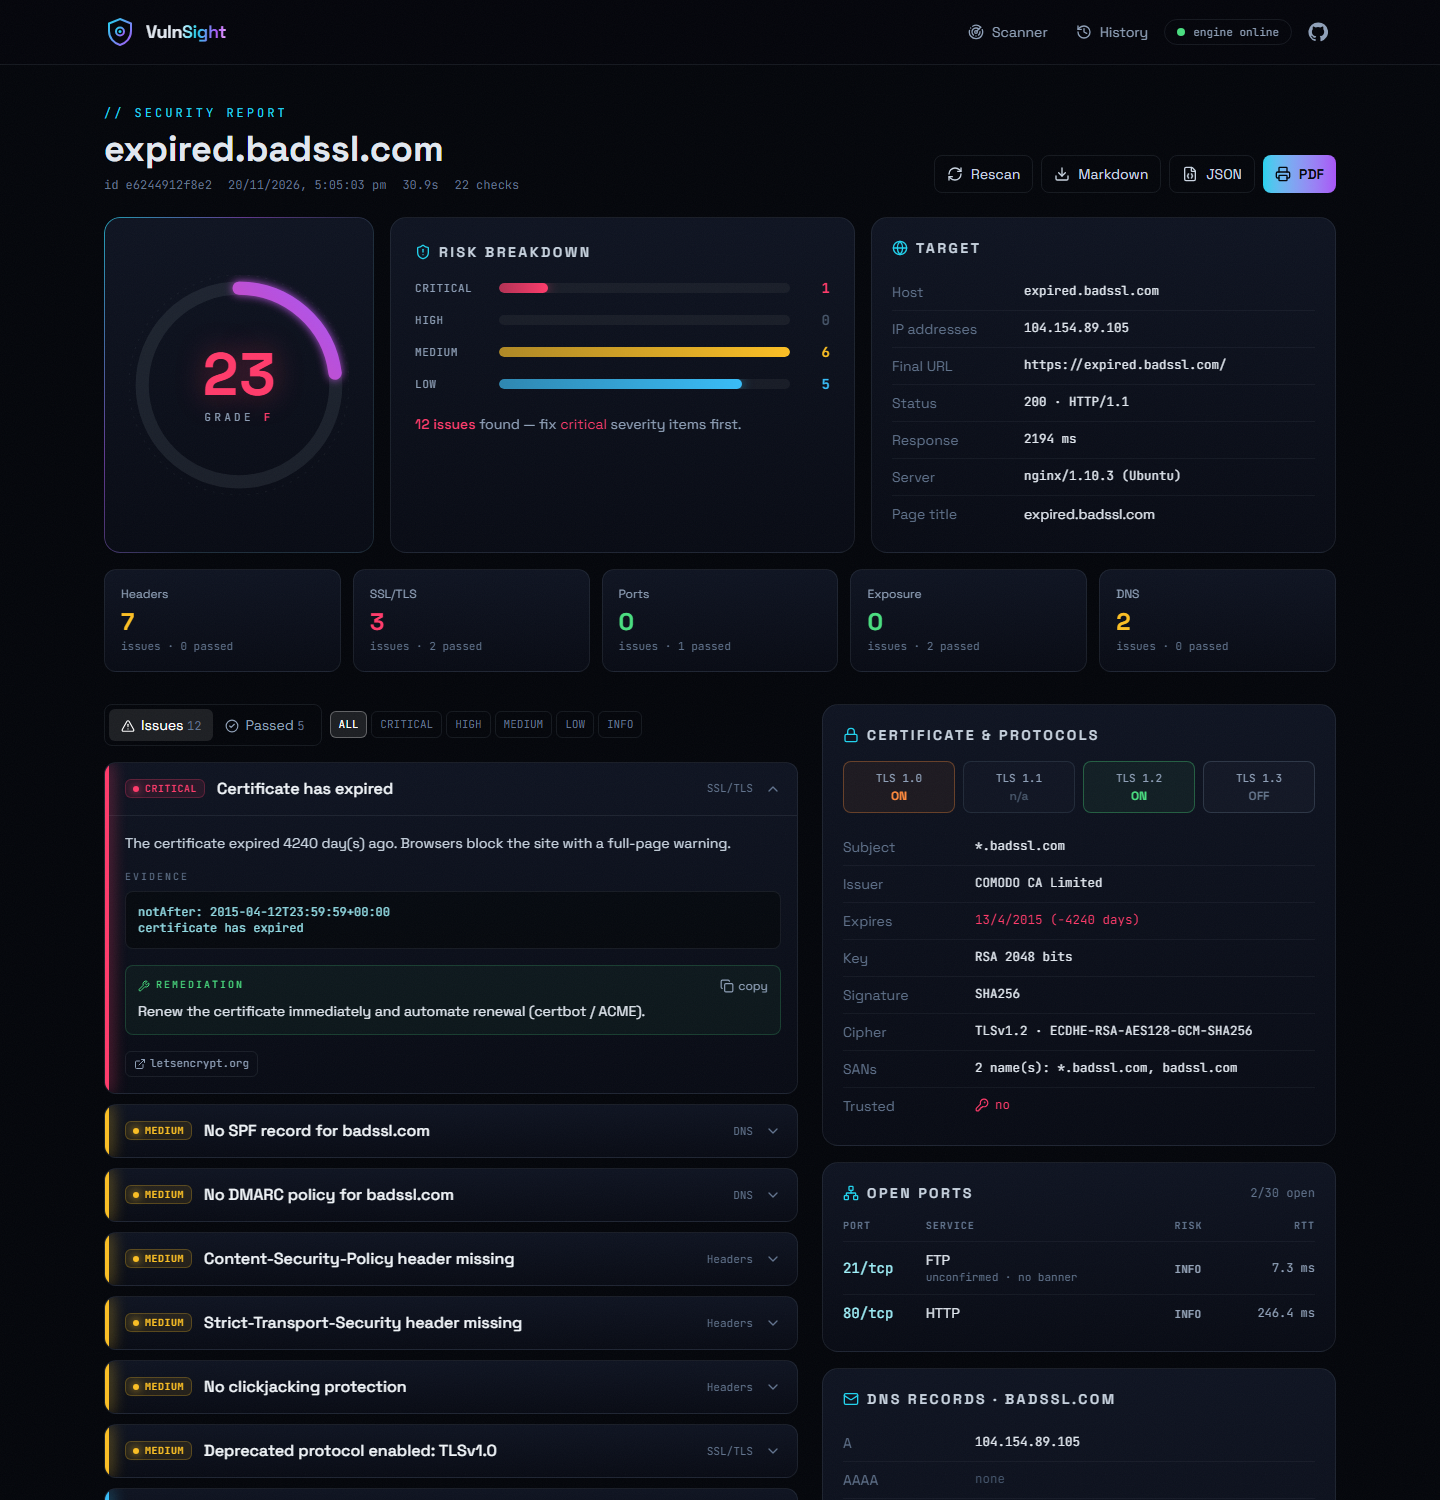 VulnSight
Scanner
History
engine online
// SECURITY REPORT
expired.badssl.com
id e6244912f8e2 20/11/2026, 5:05:03 pm 30.9s 22 checks
Rescan
Markdown
JSON
PDF
23
GRADE F
RISK BREAKDOWN
CRITICAL 1
HIGH 0
MEDIUM 6
LOW 5
12 issues found — fix critical severity items first.
TARGET
Host expired.badssl.com
IP addresses 104.154.89.105
Final URL https://expired.badssl.com/
Status 200 · HTTP/1.1
Response 2194 ms
Server nginx/1.10.3 (Ubuntu)
Page title expired.badssl.com
Headers
7
issues · 0 passed
SSL/TLS
3
issues · 2 passed
Ports
0
issues · 1 passed
Exposure
0
issues · 2 passed
DNS
2
issues · 0 passed
Issues 12
Passed 5
ALL
CRITICAL
HIGH
MEDIUM
LOW
INFO
CRITICAL Certificate has expired SSL/TLS
The certificate expired 4240 day(s) ago. Browsers block the site with a full-page warning.
EVIDENCE
notAfter: 2015-04-12T23:59:59+00:00
certificate has expired
REMEDIATION
copy
Renew the certificate immediately and automate renewal (certbot / ACME).
letsencrypt.org
MEDIUM No SPF record for badssl.com DNS
MEDIUM No DMARC policy for badssl.com DNS
MEDIUM Content-Security-Policy header missing Headers
MEDIUM Strict-Transport-Security header missing Headers
MEDIUM No clickjacking protection Headers
MEDIUM Deprecated protocol enabled: TLSv1.0 SSL/TLS
CERTIFICATE & PROTOCOLS
TLS 1.0
ON
TLS 1.1
n/a
TLS 1.2
ON
TLS 1.3
OFF
Subject *.badssl.com
Issuer COMODO CA Limited
Expires 13/4/2015 (-4240 days)
Key RSA 2048 bits
Signature SHA256
Cipher TLSv1.2 · ECDHE-RSA-AES128-GCM-SHA256
SANs 2 name(s): *.badssl.com, badssl.com
Trusted no
OPEN PORTS 2/30 open
PORT SERVICE RISK RTT
21/tcp FTP INFO 7.3 ms
unconfirmed · no banner
80/tcp HTTP INFO 246.4 ms
DNS RECORDS · BADSSL.COM
A 104.154.89.105
AAAA none